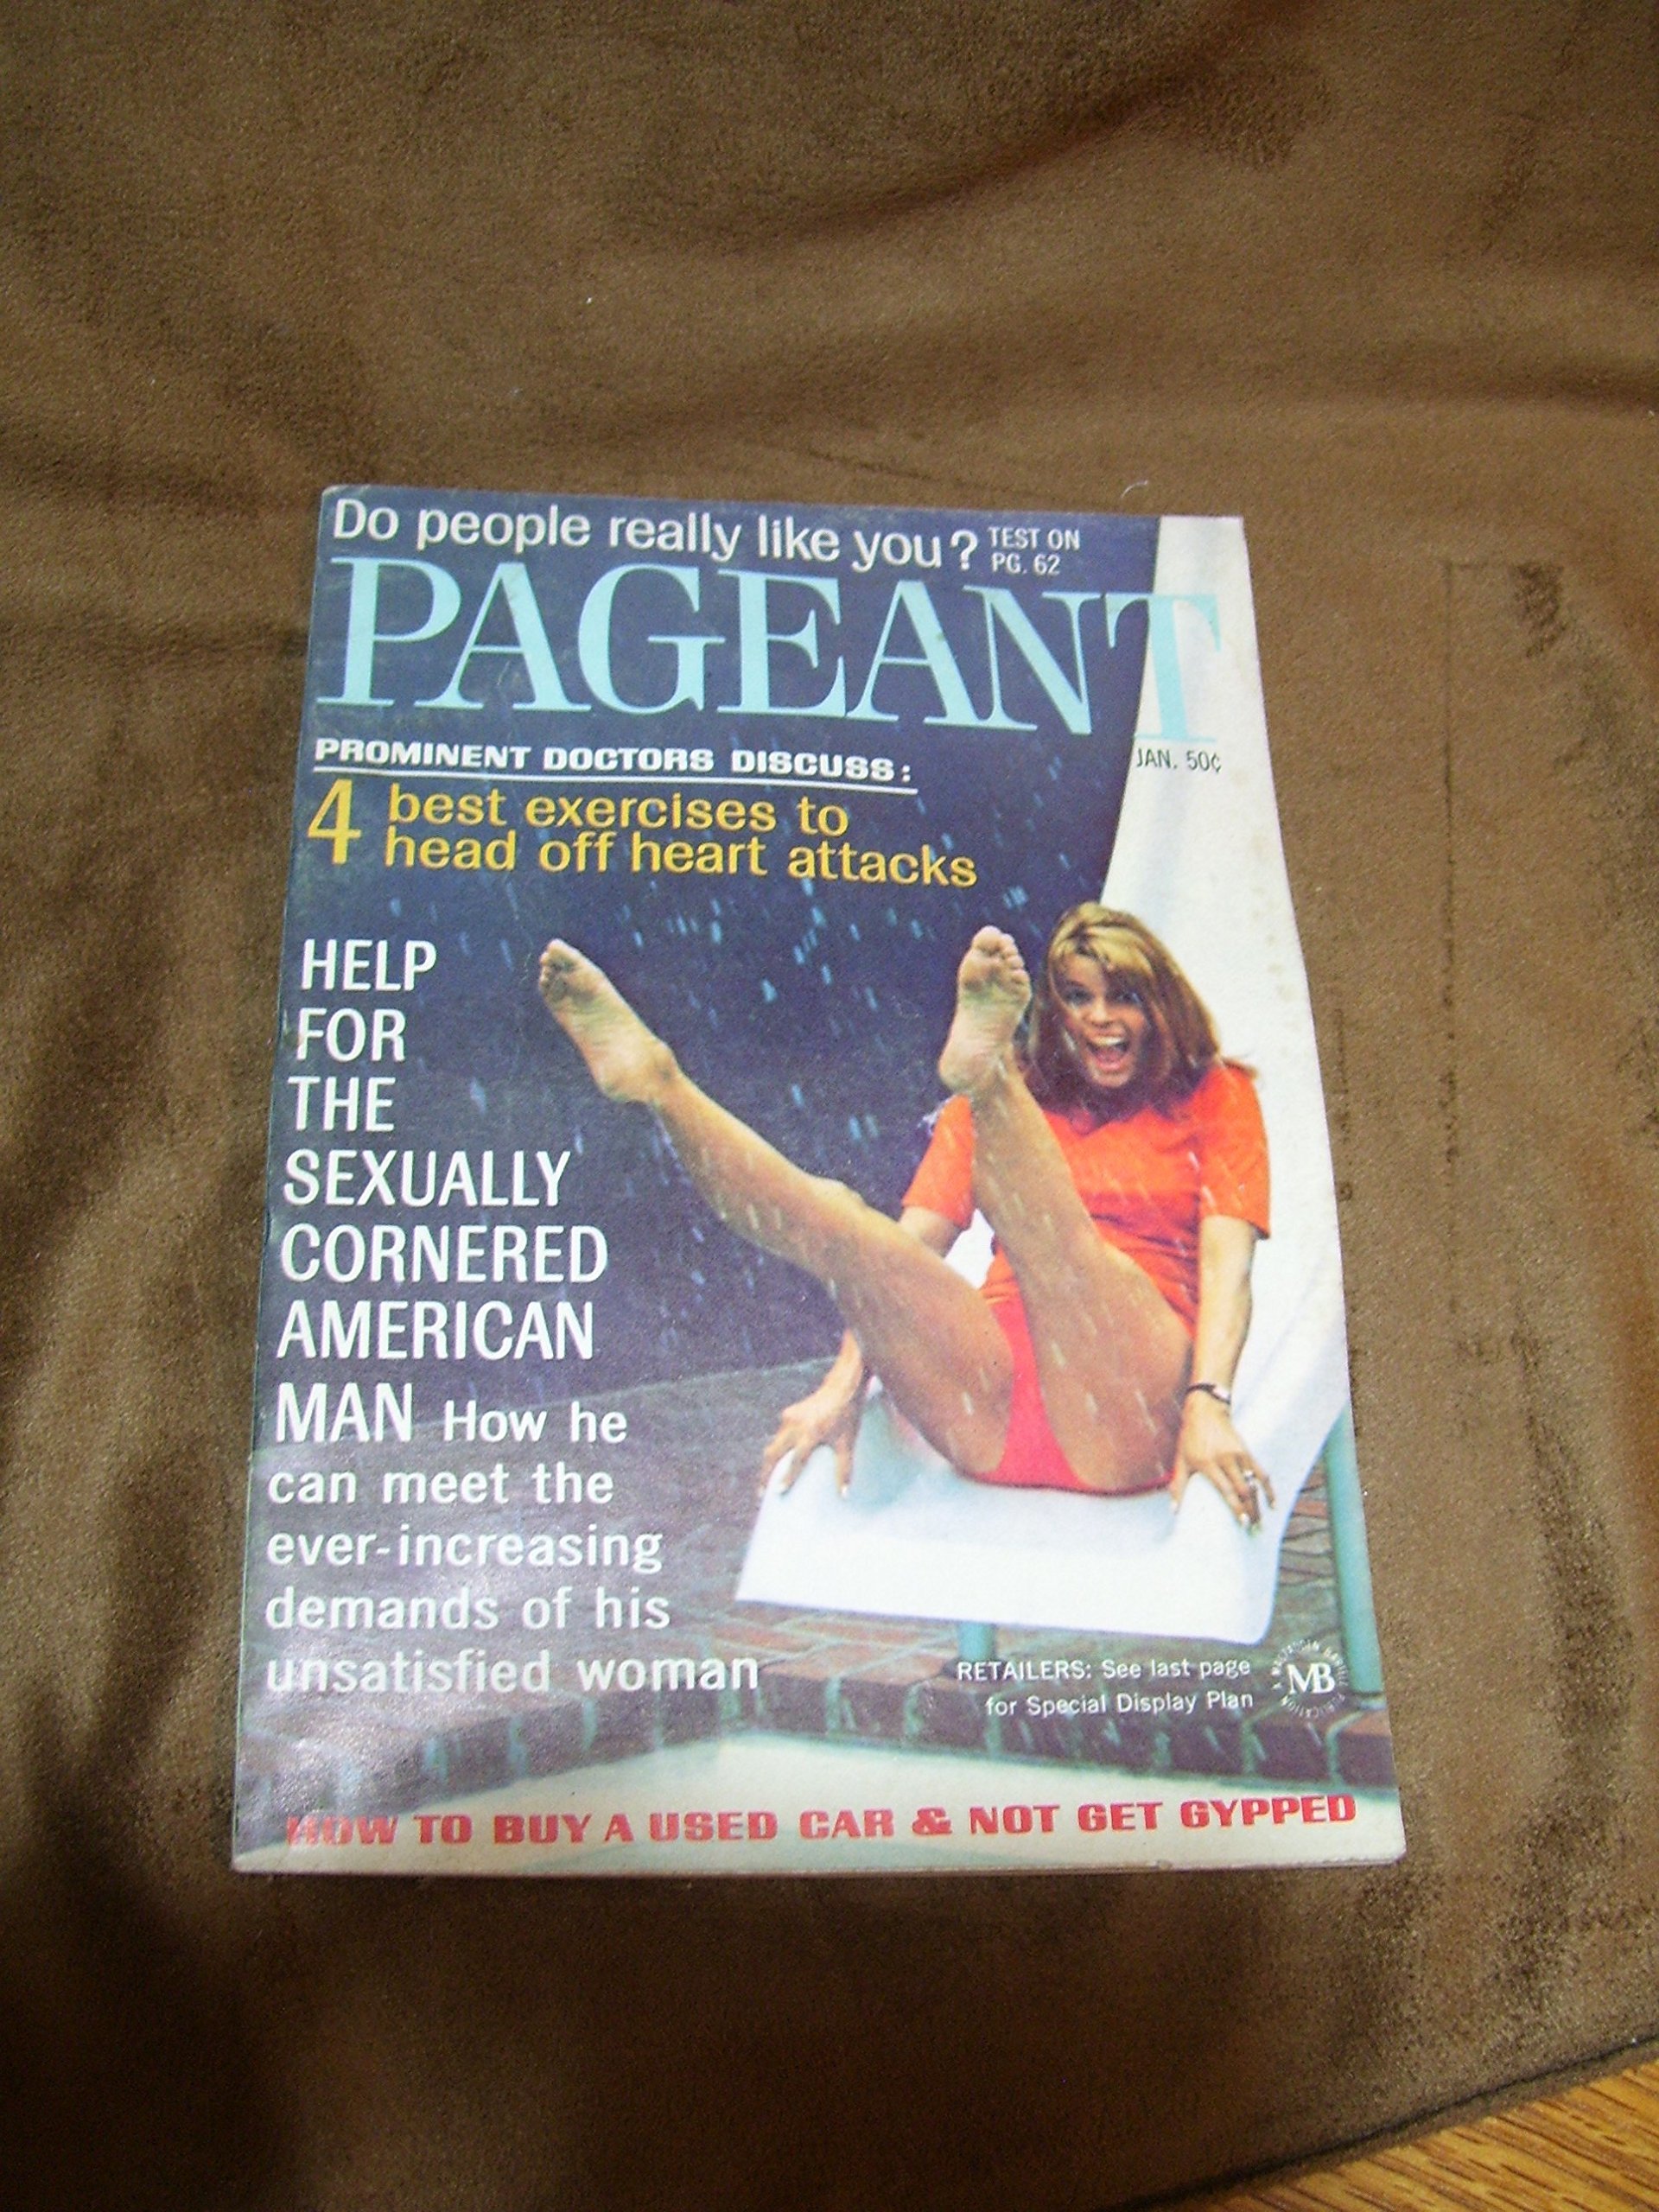 Do people really like you? TEST ON
PG. 62
PAGEANT
JAN. 50¢
PROMINENT DOCTORS DISCUSS:
4 best exercises to
head off heart attacks
HELP
FOR
THE
SEXUALLY
CORNERED
AMERICAN
MAN How he
can meet the
ever-increasing
demands of his
unsatisfied woman
RETAILERS: See last page
for Special Display Plan
MB
HOW TO BUY A USED CAR & NOT GET GYPPED